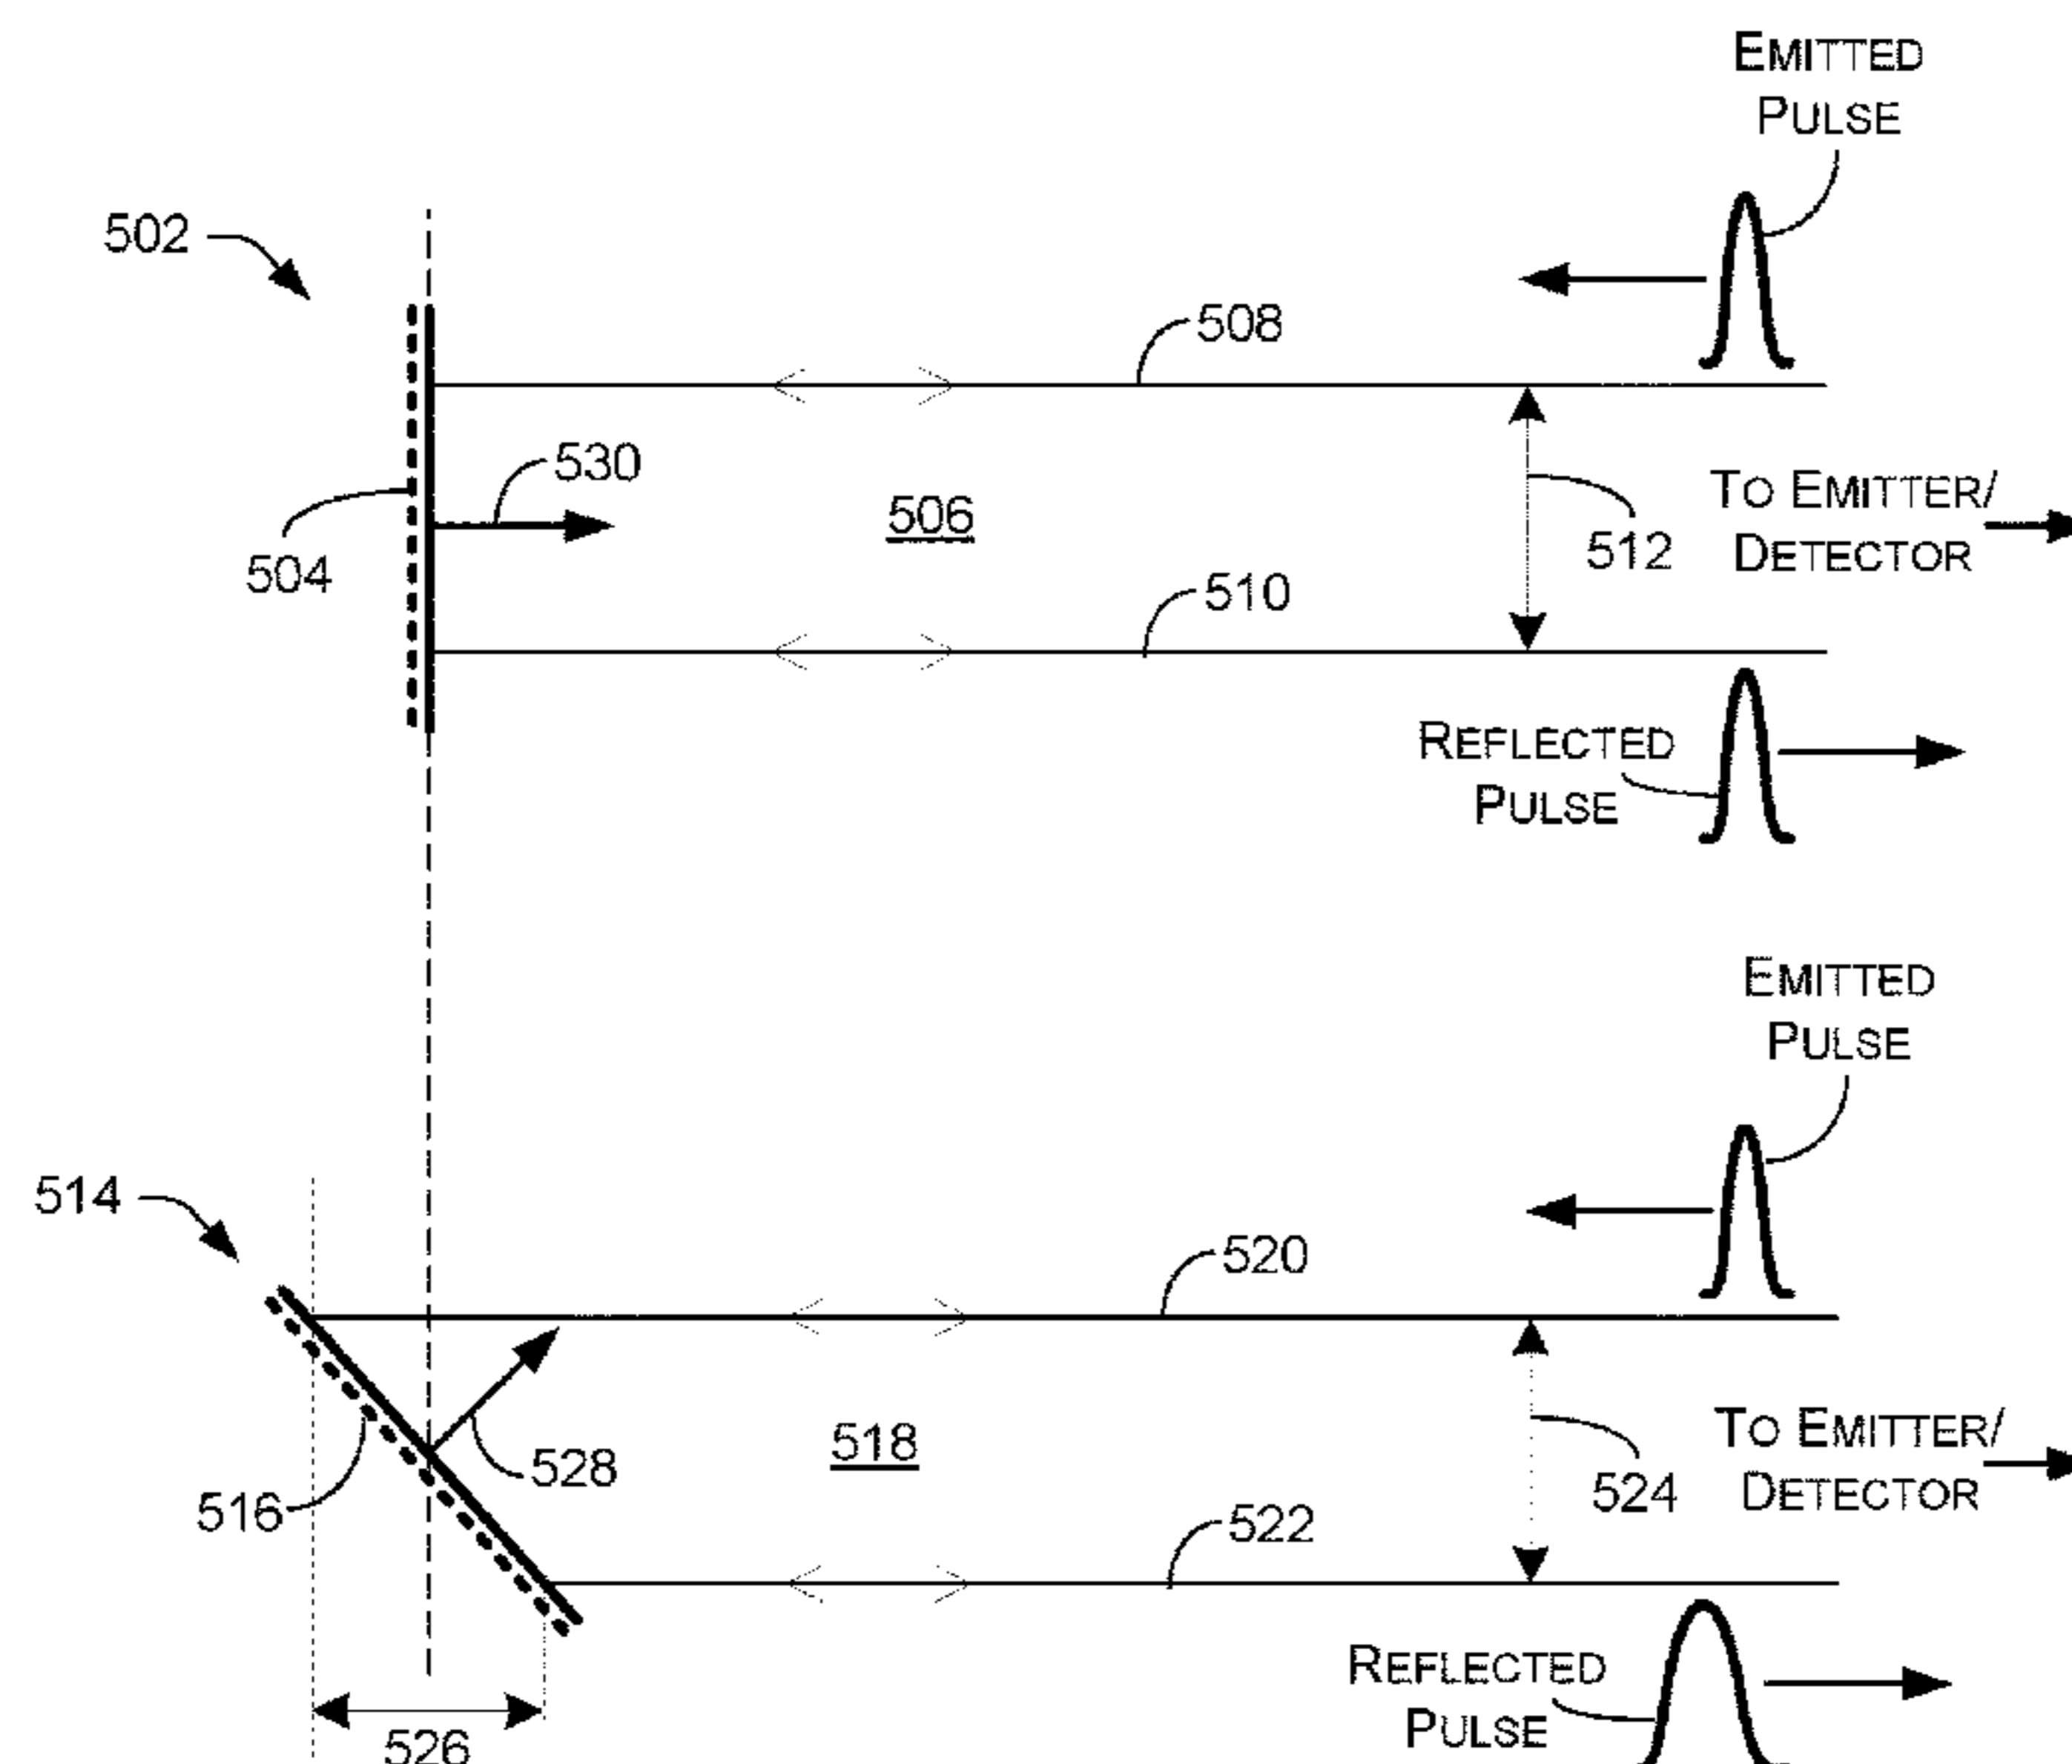 EMITTED
PULSE
502
508
530
506
TO EMITTER/
DETECTOR
512
504
510
REFLECTED
PULSE
EMITTED
PULSE
514
520
518
528
516
TO EMITTER/
DETECTOR
524
522
REFLECTED
PULSE
526